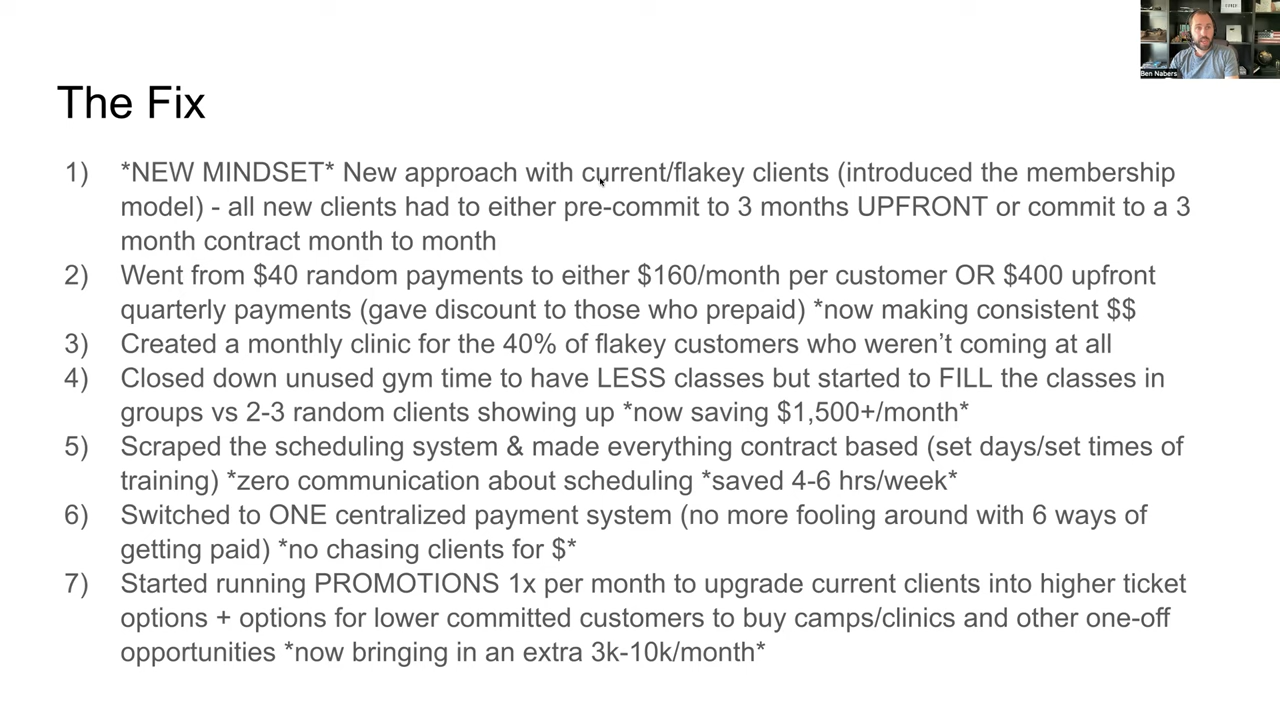 Ben Nabers
The Fix
1) *NEW MINDSET* New approach with current/flakey clients (introduced the membership
model) - all new clients had to either pre-commit to 3 months UPFRONT or commit to a 3
month contract month to month
2) Went from $40 random payments to either $160/month per customer OR $400 upfront
quarterly payments (gave discount to those who prepaid) *now making consistent $$
3) Created a monthly clinic for the 40% of flakey customers who weren’t coming at all
4) Closed down unused gym time to have LESS classes but started to FILL the classes in
groups vs 2-3 random clients showing up *now saving $1,500+/month*
5) Scraped the scheduling system & made everything contract based (set days/set times of
training) *zero communication about scheduling *saved 4-6 hrs/week*
6) Switched to ONE centralized payment system (no more fooling around with 6 ways of
getting paid) *no chasing clients for $*
7) Started running PROMOTIONS 1x per month to upgrade current clients into higher ticket
options + options for lower committed customers to buy camps/clinics and other one-off
opportunities *now bringing in an extra 3k-10k/month*